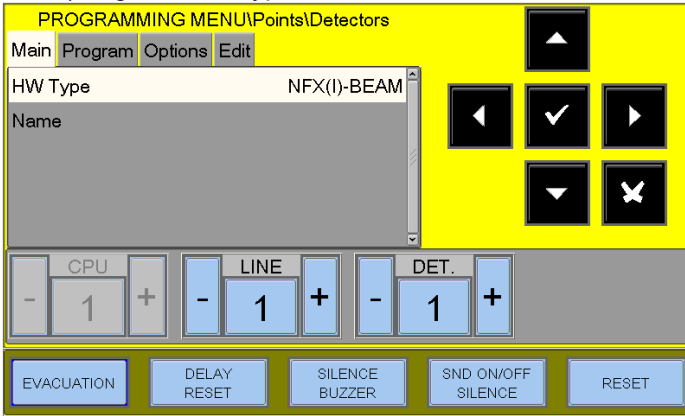 PROGRAMMING MENU\Points\Detectors
Main Program Options Edit
HW Type NFX(I)-BEAM
Name
CPU
- 1 +
LINE
- 1 +
DET.
- 1 +
EVACUATION
DELAY
RESET
SILENCE
BUZZER
SND ON/OFF
SILENCE
RESET